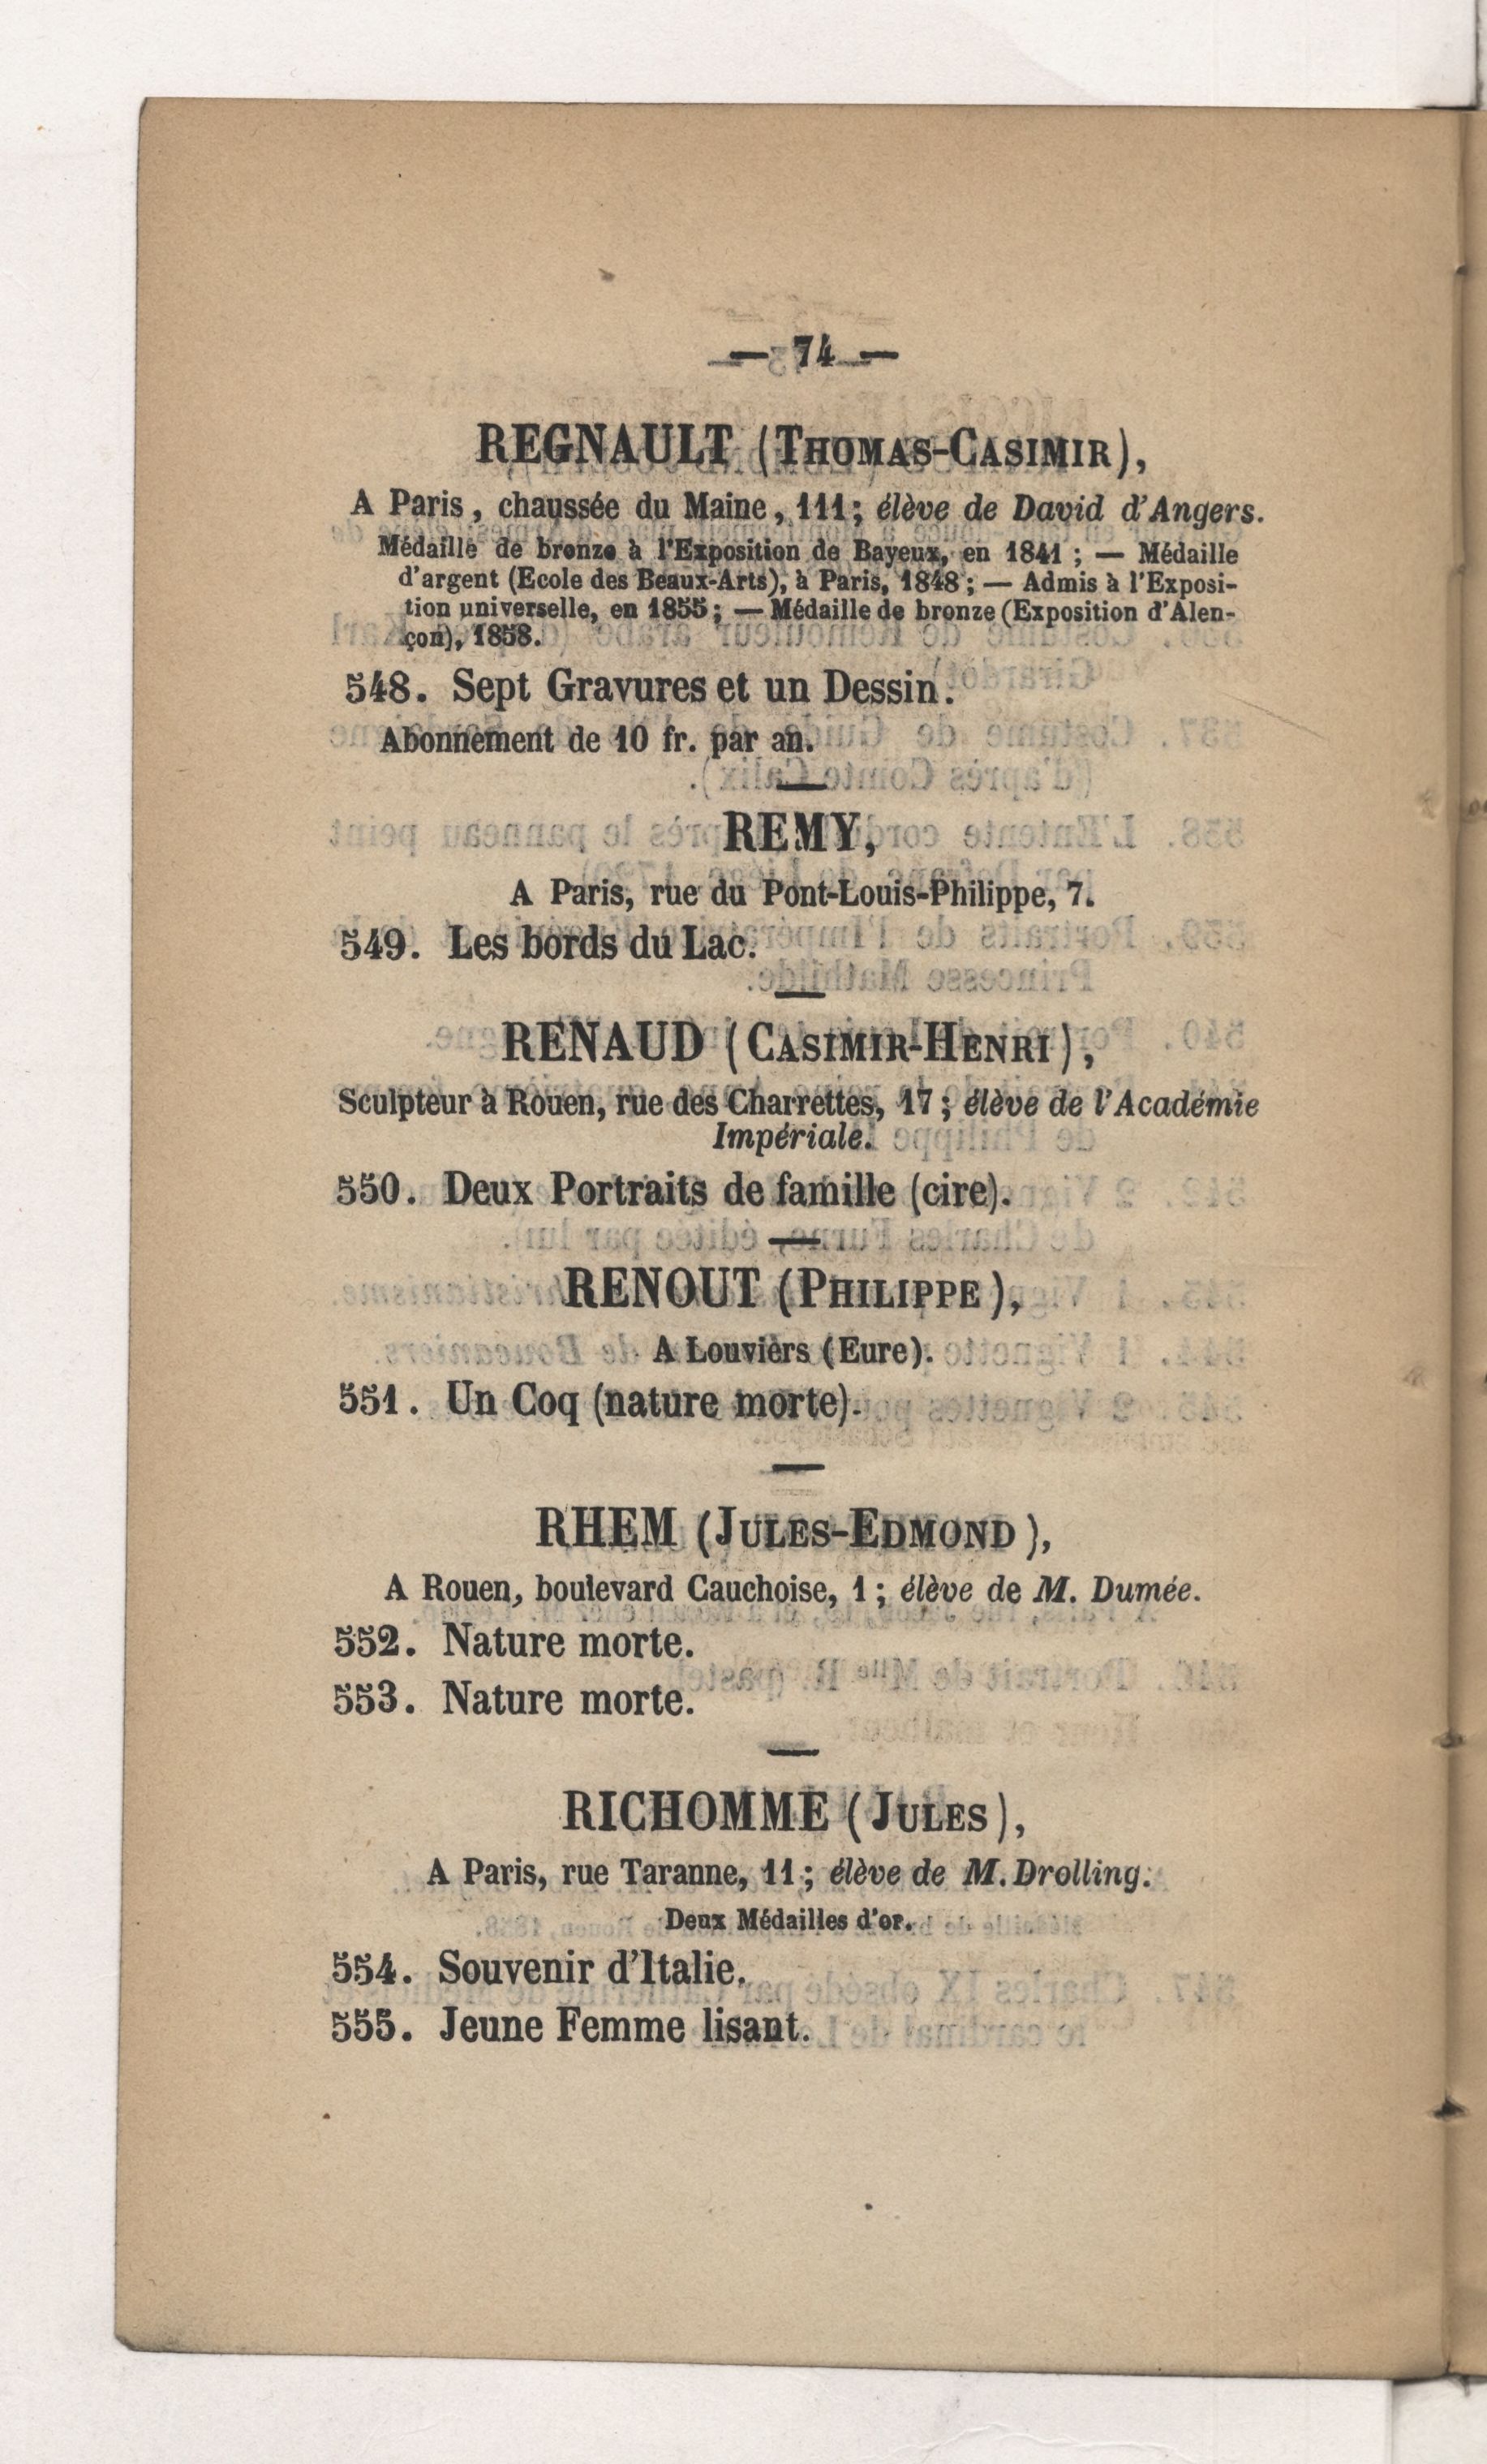 — 74 —
REGNAULT (THOMAS-CASIMIR),
A Paris, chaussée du Maine, 111; élève de David d'Angers.
Médaille de bronze à l'Exposition de Bayeux, en 1841 ; — Médaille
d'argent (Ecole des Beaux-Arts), à Paris, 1848 ; — Admis à l'Exposi-
tion universelle, en 1855 ; — Médaille de bronze (Exposition d'Alen-
çon), 1858.
548. Sept Gravures et un Dessin.
Abonnement de 10 fr. par an.
REMY,
A Paris, rue du Pont-Louis-Philippe, 7.
549. Les bords du Lac.
RENAUD (CASIMIR-HENRI),
Sculpteur à Rouen, rue des Charrettes, 17 ; élève de l'Académie
Impériale.
550. Deux Portraits de famille (cire).
RENOUT (PHILIPPE),
A Louvièrs (Eure).
551. Un Coq (nature morte).
RHEM (JULES-EDMOND),
A Rouen, boulevard Cauchoise, 1 ; élève de M. Dumée.
552. Nature morte.
553. Nature morte.
RICHOMME (JULES),
A Paris, rue Taranne, 11 ; élève de M. Drolling.
Deux Médailles d'or.
554. Souvenir d'Italie.
555. Jeune Femme lisant.